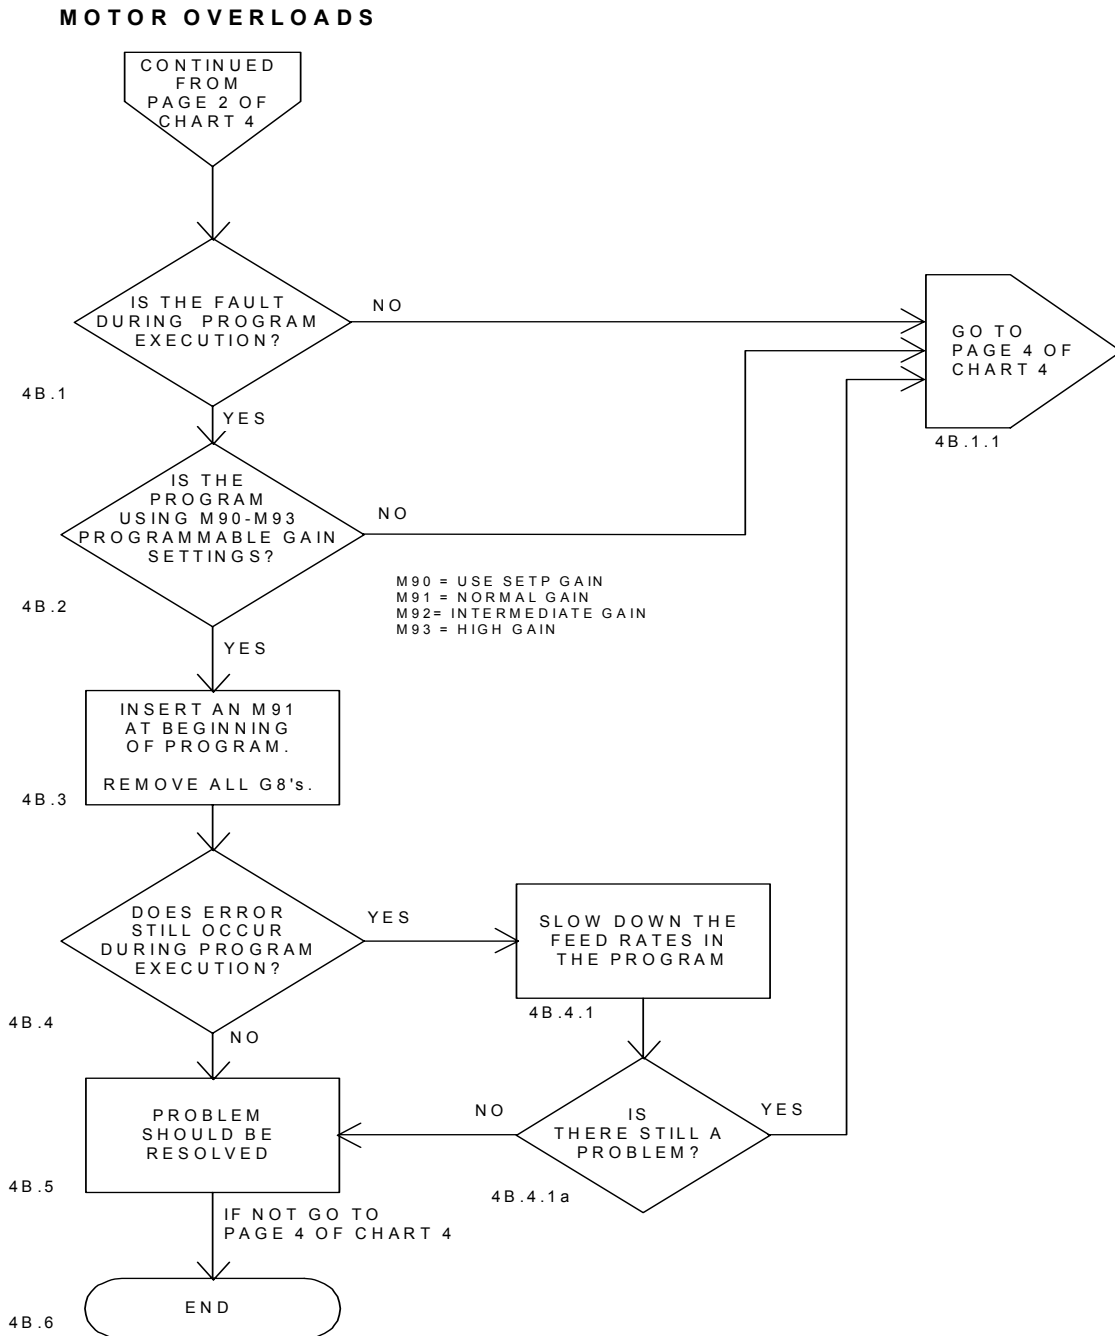 MOTOR OVERLOADS
CONTINUED
FROM
PAGE 2 OF
CHART 4
IS THE FAULT
DURING PROGRAM
EXECUTION?
NO
4B.1
YES
GO TO
PAGE 4 OF
CHART 4
4B.1.1
IS THE
PROGRAM
USING M90-M93
PROGRAMMABLE GAIN
SETTINGS?
NO
4B.2
YES
M90 = USE SETP GAIN
M91 = NORMAL GAIN
M92= INTERMEDIATE GAIN
M93 = HIGH GAIN
INSERT AN M91
AT BEGINNING
OF PROGRAM.
REMOVE ALL G8's.
4B.3
DOES ERROR
STILL OCCUR
DURING PROGRAM
EXECUTION?
YES
4B.4
NO
SLOW DOWN THE
FEED RATES IN
THE PROGRAM
4B.4.1
IS
THERE STILL A
PROBLEM?
NO
YES
4B.4.1a
PROBLEM
SHOULD BE
RESOLVED
4B.5
IF NOT GO TO
PAGE 4 OF CHART 4
END
4B.6